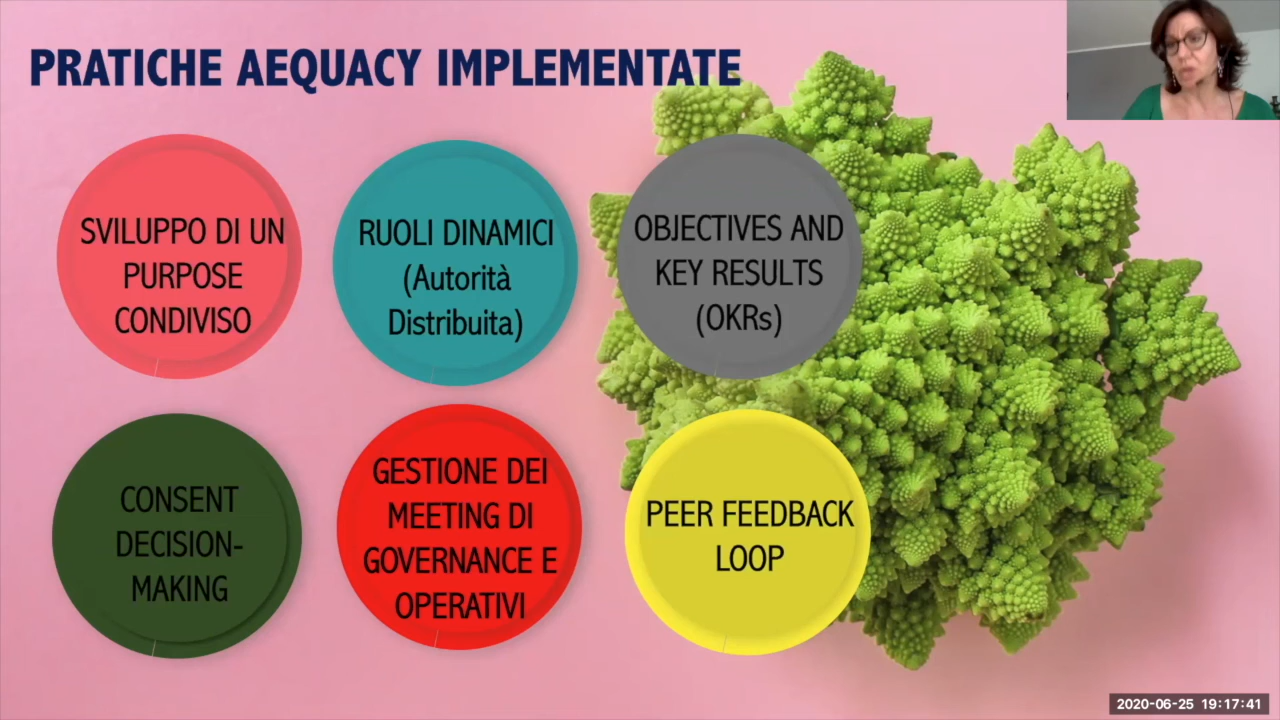 PRATICHE AEQUACY IMPLEMENTATE
SVILUPPO DI UN
PURPOSE
CONDIVISO
RUOLI DINAMICI
(Autorità
Distribuita)
OBJECTIVES AND
KEY RESULTS
(OKRs)
CONSENT
DECISION-
MAKING
GESTIONE DEI
MEETING DI
GOVERNANCE E
OPERATIVI
PEER FEEDBACK
LOOP
2020-06-25 19:17:41